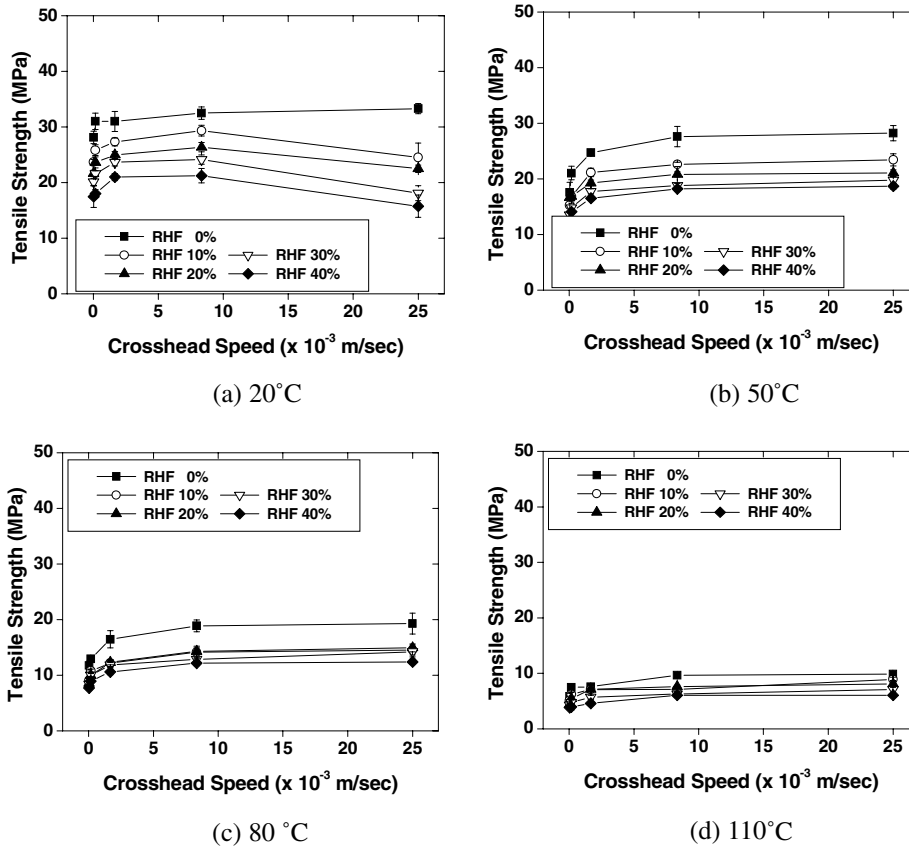 50
40
30
20
10
0
Tensile Strength (MPa)
RHF 0%
RHF 10% RHF 30%
RHF 20% RHF 40%
0 5 10 15 20 25
Crosshead Speed (x 10⁻³ m/sec)
(a) 20˚C
50
40
30
20
10
0
Tensile Strength (MPa)
RHF 0%
RHF 10% RHF 30%
RHF 20% RHF 40%
0 5 10 15 20 25
Crosshead Speed (x 10⁻³ m/sec)
(b) 50˚C
50
40
30
20
10
0
Tensile Strength (MPa)
RHF 0%
RHF 10% RHF 30%
RHF 20% RHF 40%
0 5 10 15 20 25
Crosshead Speed (x 10⁻³ m/sec)
(c) 80 ˚C
50
40
30
20
10
0
Tensile Strength (MPa)
RHF 0%
RHF 10% RHF 30%
RHF 20% RHF 40%
0 5 10 15 20 25
Crosshead Speed (x 10⁻³ m/sec)
(d) 110˚C